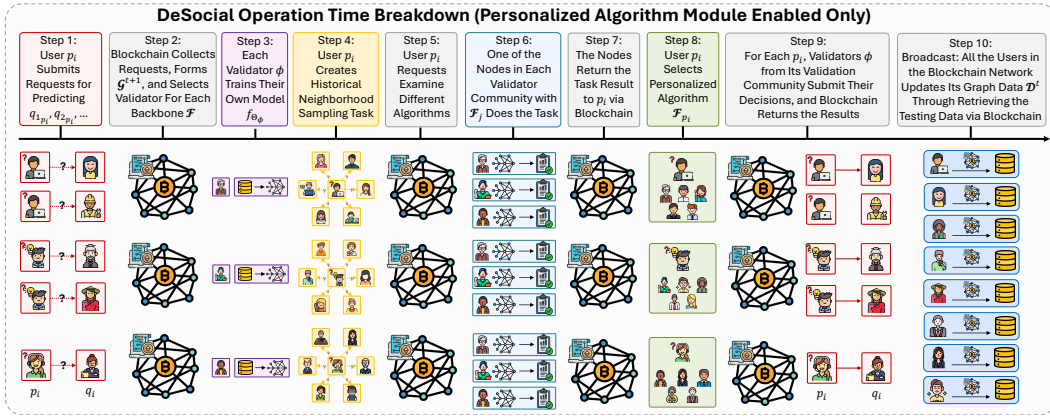 DeSocial Operation Time Breakdown (Personalized Algorithm Module Enabled Only)
Step 1:
User 𝑝ᵢ
Submits
Requests for
Predicting
𝑞₁ₚᵢ, 𝑞₂ₚᵢ, …
Step 2:
Blockchain Collects
Requests, Forms
𝓖ᵗ⁺¹, and Selects
Validator For Each
Backbone 𝓕
Step 3:
Each
Validator 𝜙
Trains Their
Own Model
𝑓_Θ_𝜙
Step 4:
User 𝑝ᵢ
Creates
Historical
Neighborhood
Sampling Task
Step 5:
User 𝑝ᵢ
Requests
Examine
Different
Algorithms
Step 6:
One of the
Nodes in Each
Validator
Community with
𝓕ⱼ Does the Task
Step 7:
The Nodes
Return the
Task Result
to 𝑝ᵢ via
Blockchain
Step 8:
User 𝑝ᵢ
Selects
Personalized
Algorithm
𝓕ₚᵢ
Step 9:
For Each 𝑝ᵢ, Validators 𝜙
from Its Validation
Community Submit Their
Decisions, and Blockchain
Returns the Results
Step 10:
Broadcast: All the Users in
the Blockchain Network
Updates Its Graph Data 𝓓ᵗ
Through Retrieving the
Testing Data via Blockchain
?
?
?
?
?
𝑝ᵢ
𝑞ᵢ
𝑝ᵢ
𝑞ᵢ